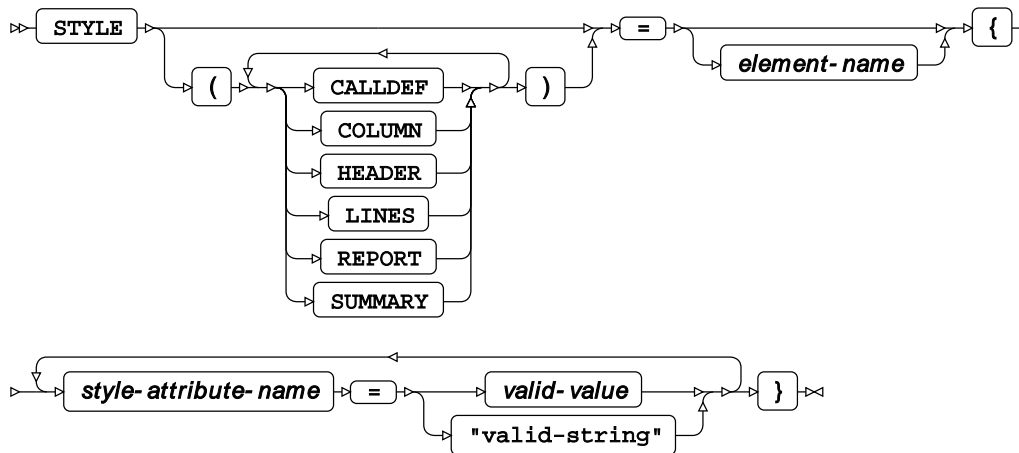 STYLE = {
element-name
( CALLDEF )
COLUMN
HEADER
LINES
REPORT
SUMMARY
style-attribute-name = valid-value }
"valid-string"